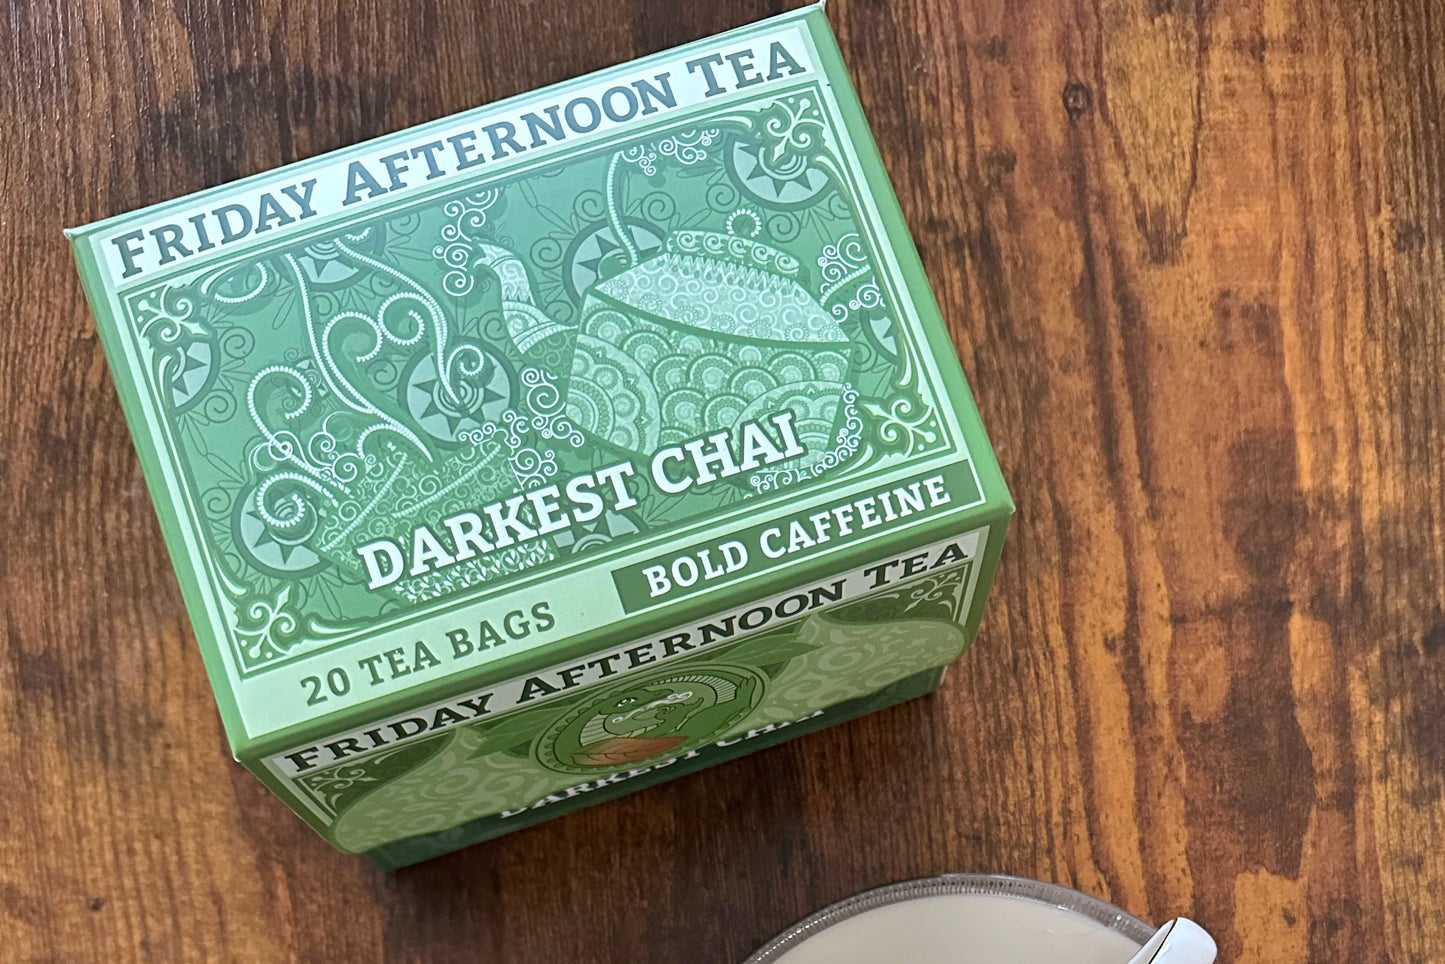 FRIDAY AFTERNOON TEA
DARKEST CHAI
20 TEA BAGS
BOLD CAFFEINE
FRIDAY AFTERNOON TEA
DARKEST CHAI